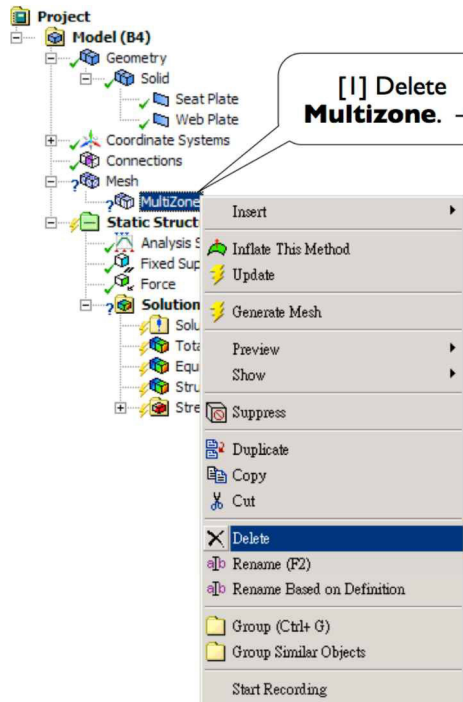 Project
Model (B4)
Geometry
Solid
Seat Plate
Web Plate
Coordinate Systems
Connections
Mesh
MultiZone
Static Struct
Analysis S
Fixed Sup
Force
Solution
Solu
Tota
Equ
Stru
Stre
[1] Delete
Multizone.
Insert
Inflate This Method
Update
Generate Mesh
Preview
Show
Suppress
Duplicate
Copy
Cut
Delete
Rename (F2)
Rename Based on Definition
Group (Ctrl+ G)
Group Similar Objects
Start Recording